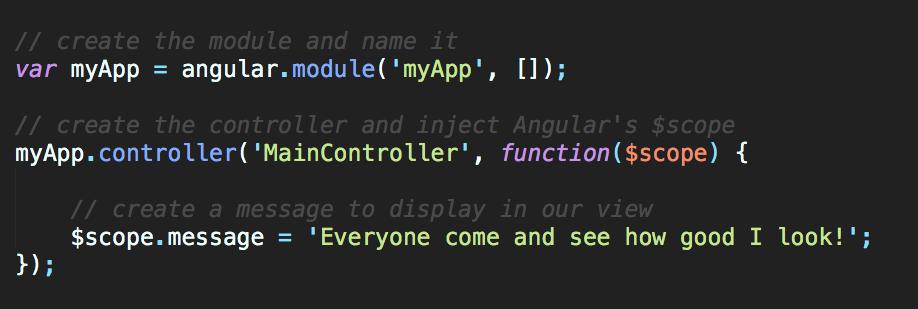 // create the module and name it
var myApp = angular.module('myApp', []);
// create the controller and inject Angular's $scope
myApp.controller('MainController', function($scope) {
// create a message to display in our view
$scope.message = 'Everyone come and see how good I look!';
});